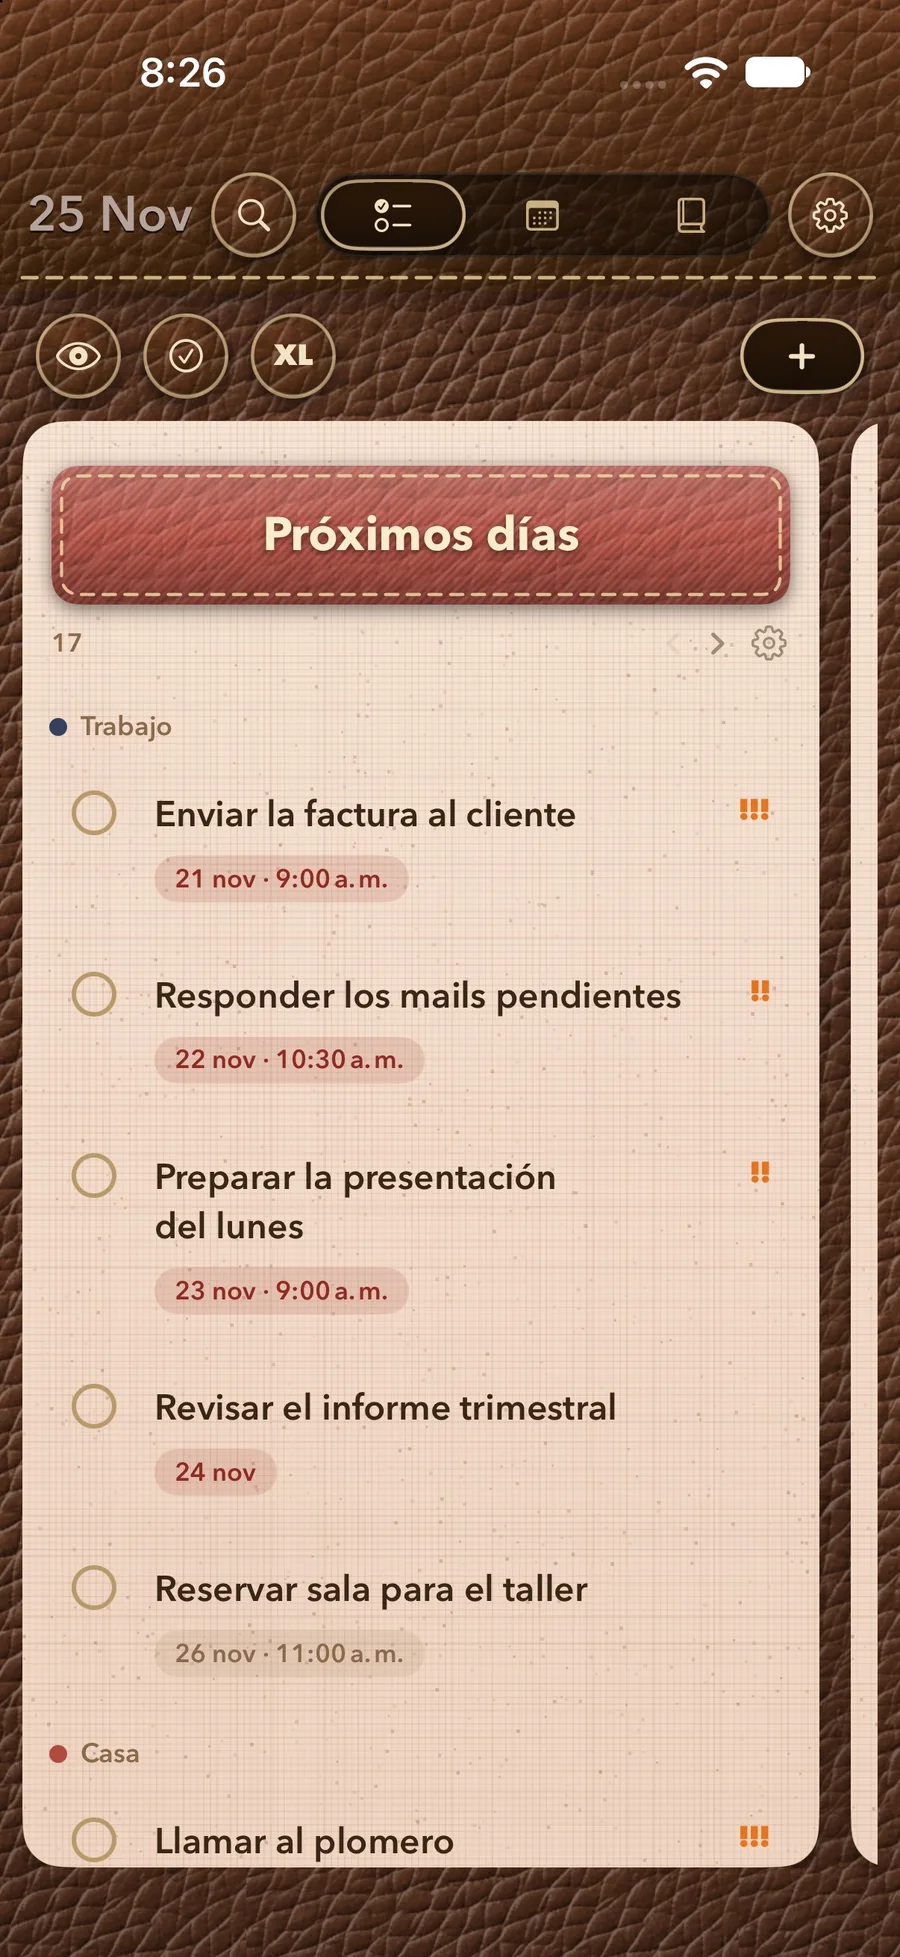 8:26
25 Nov
XL
Próximos días
17
Trabajo
Enviar la factura al cliente
!!!
21 nov · 9:00 a. m.
Responder los mails pendientes
!!
22 nov · 10:30 a. m.
Preparar la presentación
del lunes
!!
23 nov · 9:00 a. m.
Revisar el informe trimestral
24 nov
Reservar sala para el taller
26 nov · 11:00 a. m.
Casa
Llamar al plomero
!!!